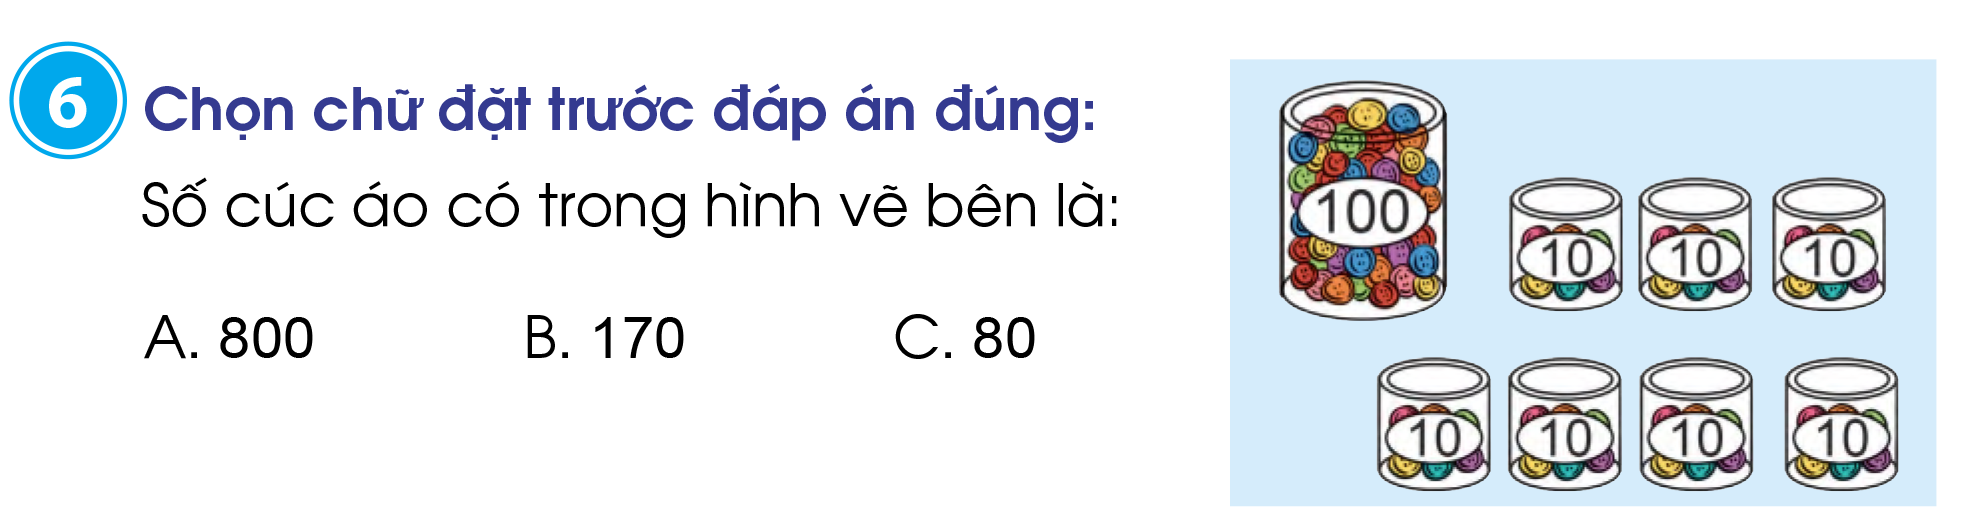 6 Chọn chữ đặt trước đáp án đúng:
Số cúc áo có trong hình vẽ bên là:
A. 800 B. 170 C. 80
100
10 10 10
10 10 10 10